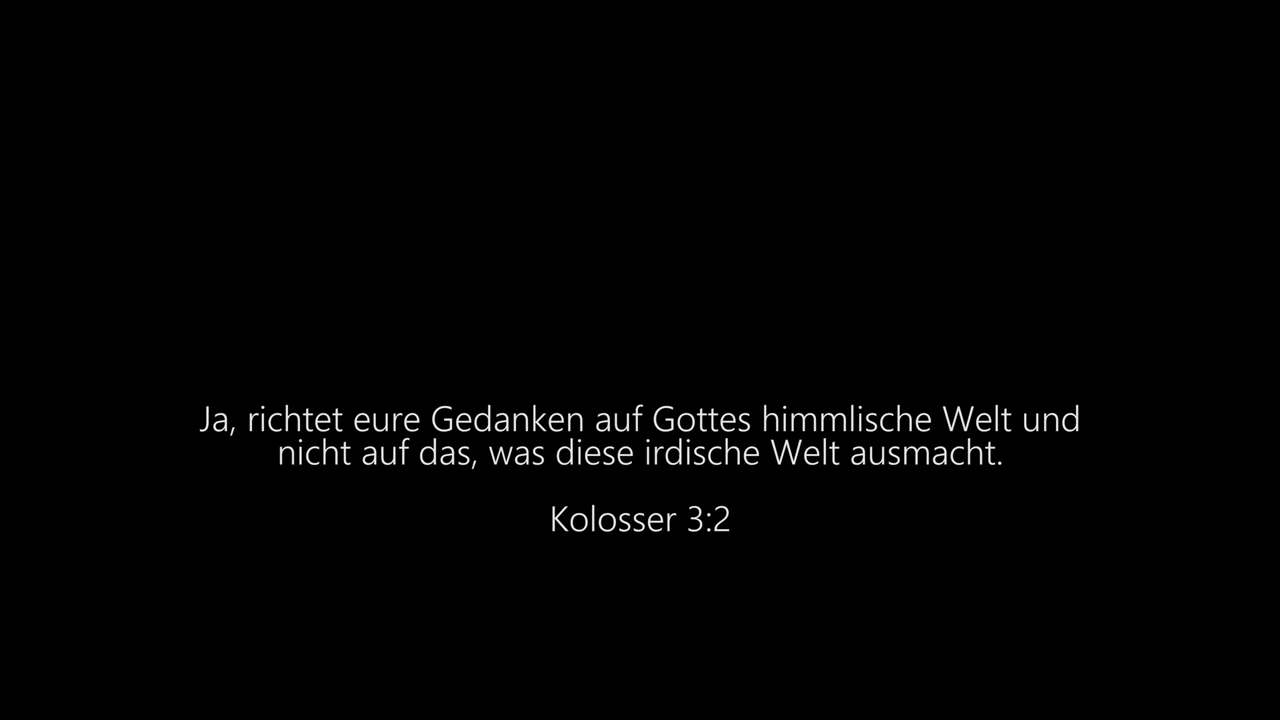 Ja, richtet eure Gedanken auf Gottes himmlische Welt und
nicht auf das, was diese irdische Welt ausmacht.
Kolosser 3:2